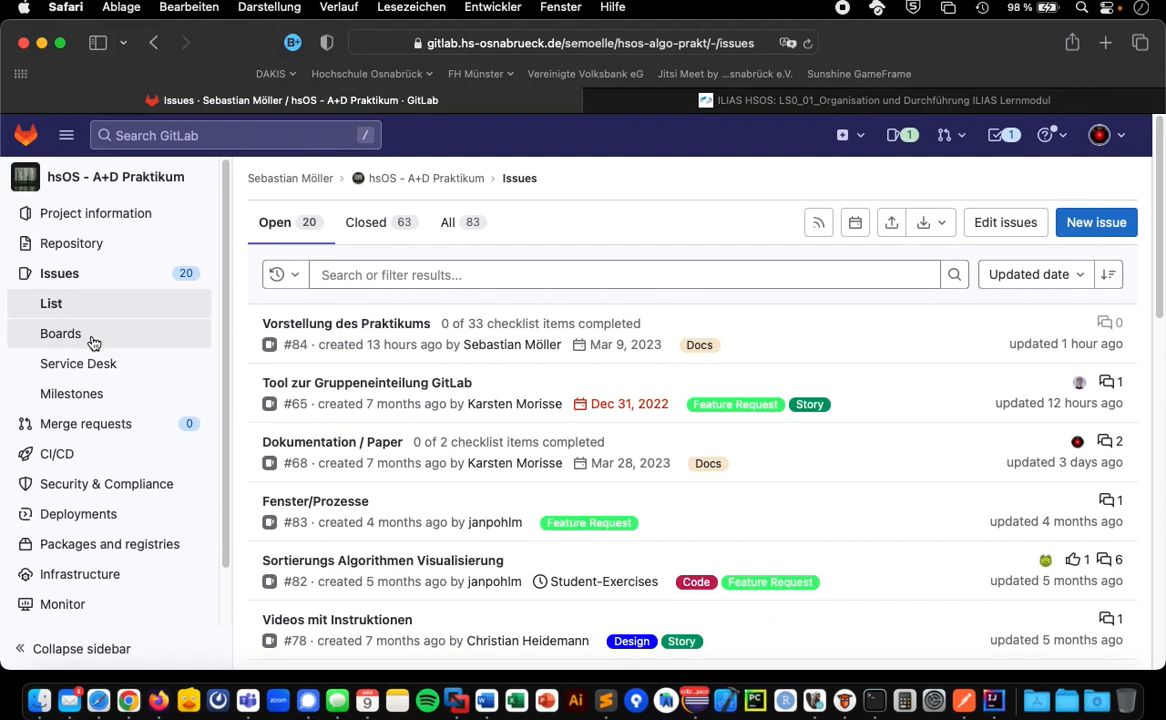 Safari Ablage Bearbeiten Darstellung Verlauf Lesezeichen Entwickler Fenster Hilfe 98 %
gitlab.hs-osnabrueck.de/semoelle/hsos-algo-prakt/-/issues
DAKIS Hochschule Osnabrück FH Münster Vereinigte Volksbank eG Jitsi Meet by ...snabrück e.V. Sunshine GameFrame
Issues · Sebastian Möller / hsOS - A+D Praktikum · GitLab ILIAS HSOS: LS0_01_Organisation und Durchführung ILIAS Lernmodul
Search GitLab / 1 1
hsOS - A+D Praktikum
Project information
Repository
Issues 20
List
Boards
Service Desk
Milestones
Merge requests 0
CI/CD
Security & Compliance
Deployments
Packages and registries
Infrastructure
Monitor
Collapse sidebar
Sebastian Möller › hsOS - A+D Praktikum › Issues
Open 20 Closed 63 All 83 Edit issues New issue
Search or filter results... Updated date
Vorstellung des Praktikums 0 of 33 checklist items completed 0
#84 · created 13 hours ago by Sebastian Möller Mar 9, 2023 Docs updated 1 hour ago
Tool zur Gruppeneinteilung GitLab 1
#65 · created 7 months ago by Karsten Morisse Dec 31, 2022 Feature Request Story updated 12 hours ago
Dokumentation / Paper 0 of 2 checklist items completed 2
#68 · created 7 months ago by Karsten Morisse Mar 28, 2023 Docs updated 3 days ago
Fenster/Prozesse 1
#83 · created 4 months ago by janpohlm Feature Request updated 4 months ago
Sortierungs Algorithmen Visualisierung 1 6
#82 · created 5 months ago by janpohlm Student-Exercises Code Feature Request updated 5 months ago
Videos mit Instruktionen 1
#78 · created 7 months ago by Christian Heidemann Design Story updated 5 months ago